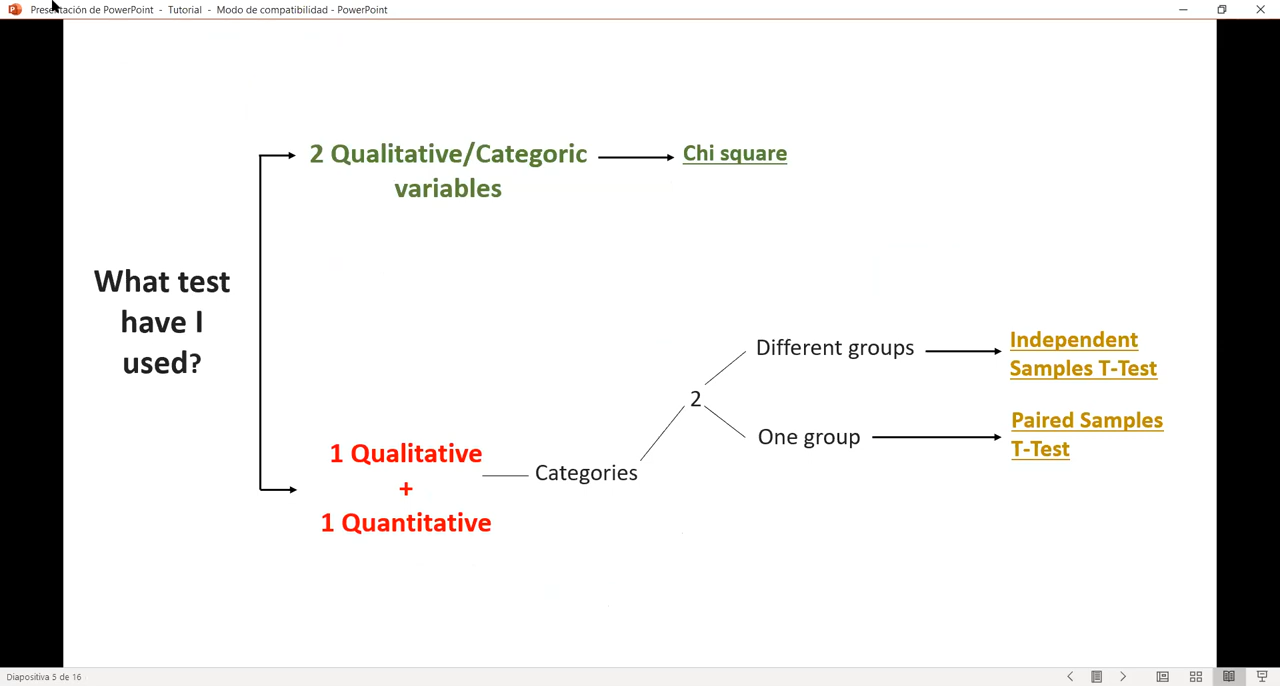 Presentación de PowerPoint - Tutorial - Modo de compatibilidad - PowerPoint
2 Qualitative/Categoric
variables
Chi square
What test
have I
used?
Different groups
Independent
Samples T-Test
2
One group
Paired Samples
T-Test
1 Qualitative
+
1 Quantitative
Categories
Diapositiva 5 de 16